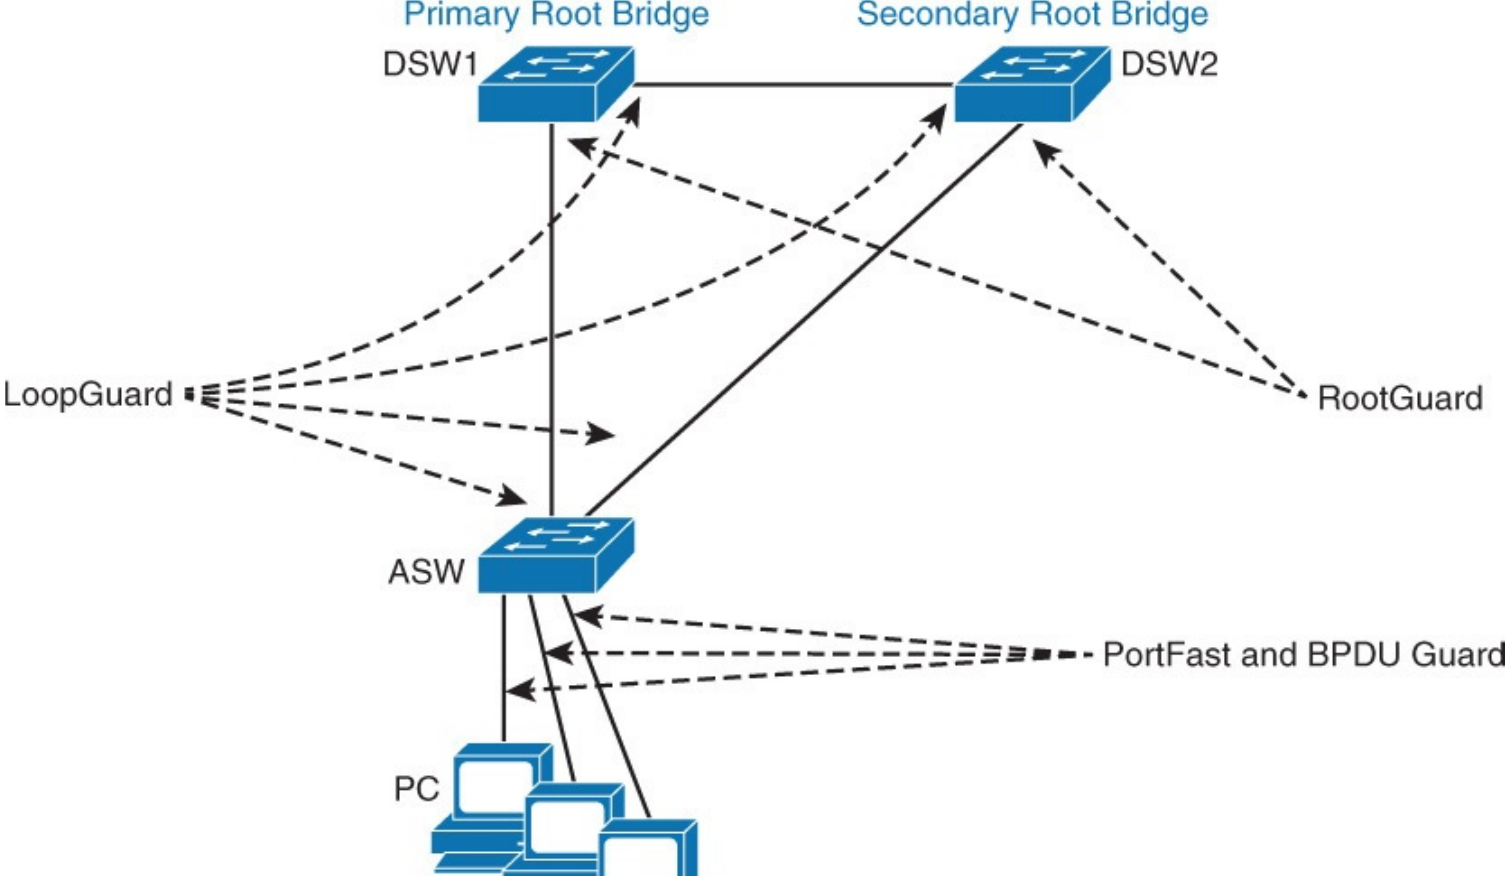 Primary Root Bridge
Secondary Root Bridge
DSW1
DSW2
LoopGuard
RootGuard
ASW
PortFast and BPDU Guard
PC